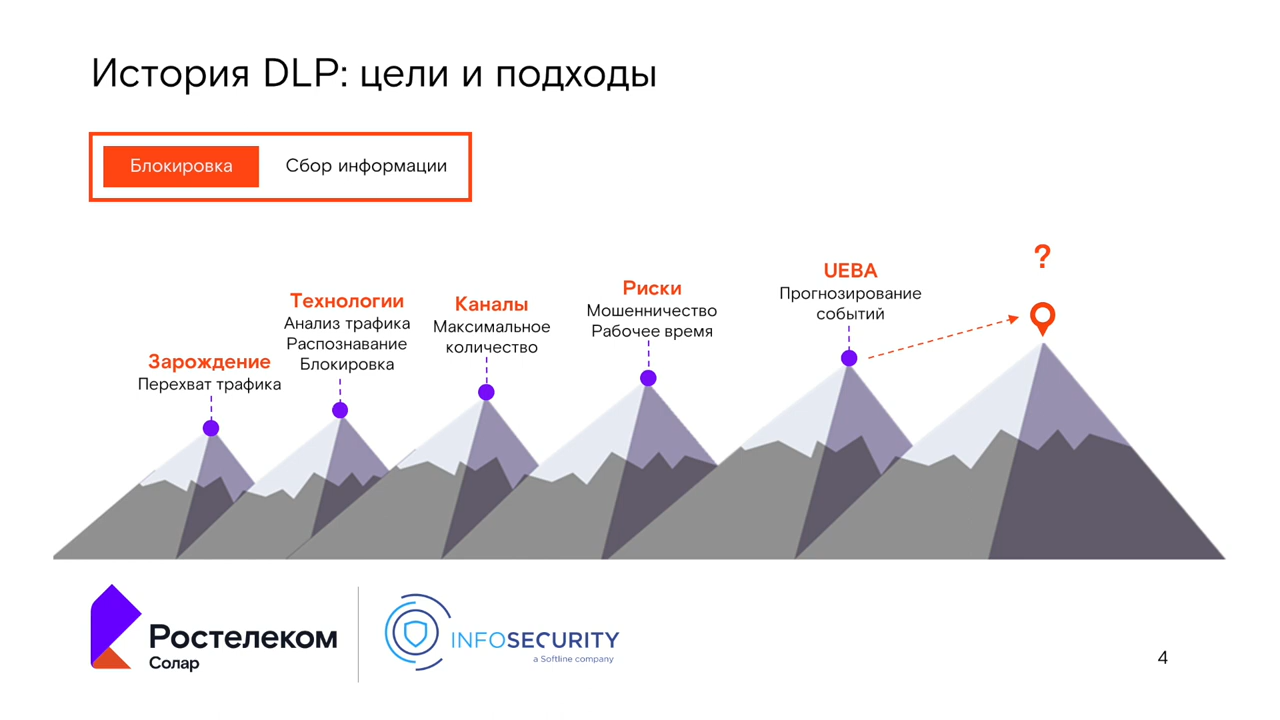 История DLP: цели и подходы
Блокировка
Сбор информации
Зарождение
Перехват трафика
Технологии
Анализ трафика
Распознавание
Блокировка
Каналы
Максимальное
количество
Риски
Мошенничество
Рабочее время
UEBA
Прогнозирование
событий
?
Ростелеком
Солар
INFOSECURITY
a Softline company
4